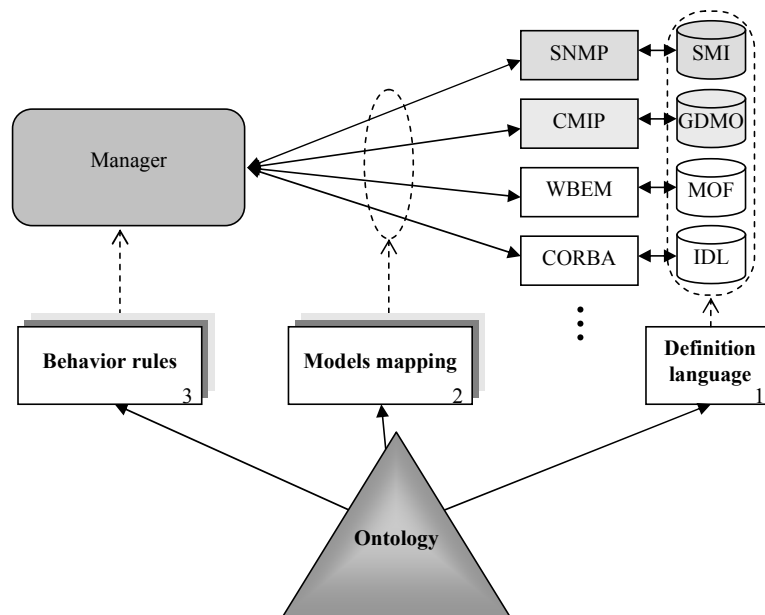 SNMP
SMI
CMIP
GDMO
Manager
WBEM
MOF
CORBA
IDL
Behavior rules
3
Models mapping
2
Definition
language
1
Ontology